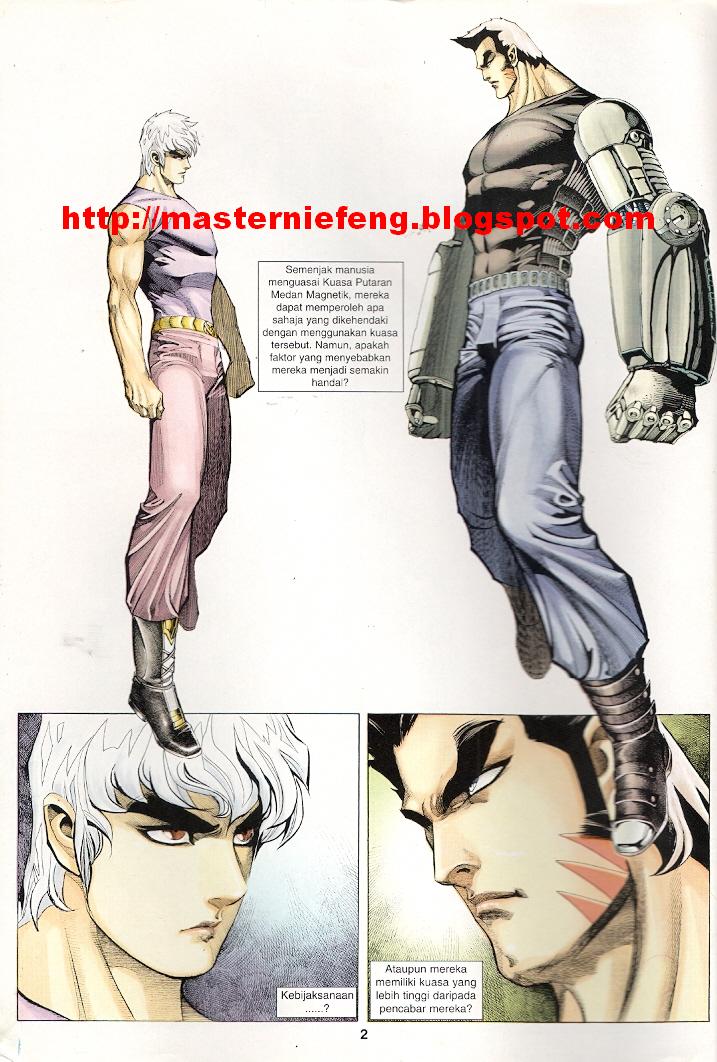 http://masterniefeng.blogspot.com
Semenjak manusia
menguasai Kuasa Putaran
Medan Magnetik, mereka
dapat memperoleh apa
sahaja yang dikehendaki
dengan menggunakan kuasa
tersebut. Namun, apakah
faktor yang menyebabkan
mereka menjadi semakin
handal?
Kebijaksanaan
......?
Ataupun mereka
memiliki kuasa yang
lebih tinggi daripada
pencabar mereka?
2